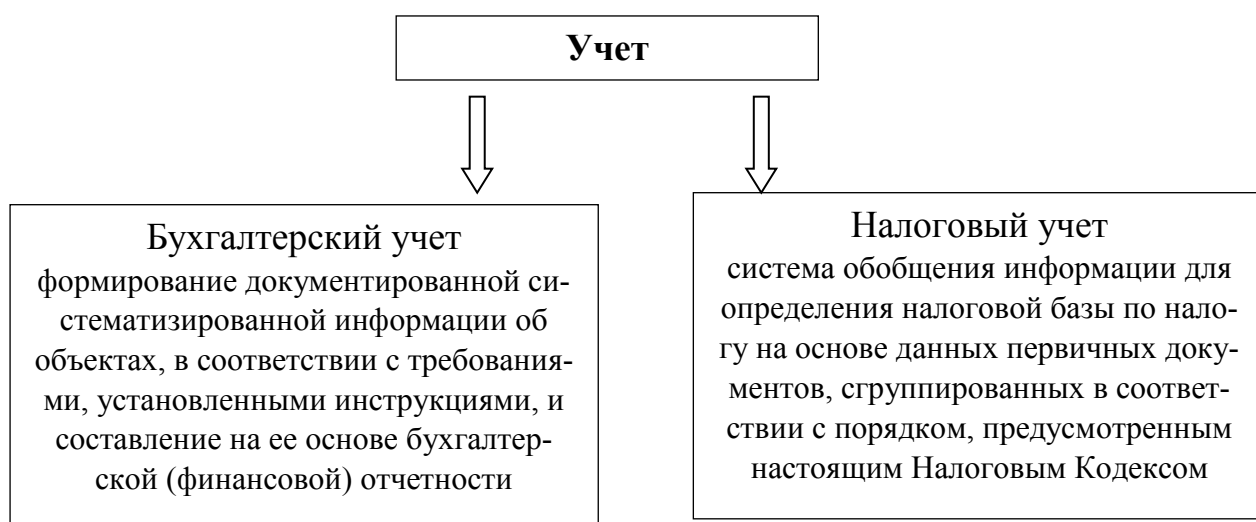 Учет
Бухгалтерский учет
формирование документированной си-
стематизированной информации об
объектах, в соответствии с требования-
ми, установленными инструкциями, и
составление на ее основе бухгалтер-
ской (финансовой) отчетности
Налоговый учет
система обобщения информации для
определения налоговой базы по нало-
гу на основе данных первичных доку-
ментов, сгруппированных в соответ-
ствии с порядком, предусмотренным
настоящим Налоговым Кодексом